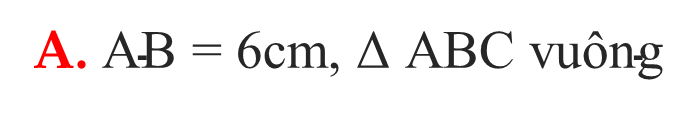 A. AB = 6cm, Δ ABC vuông